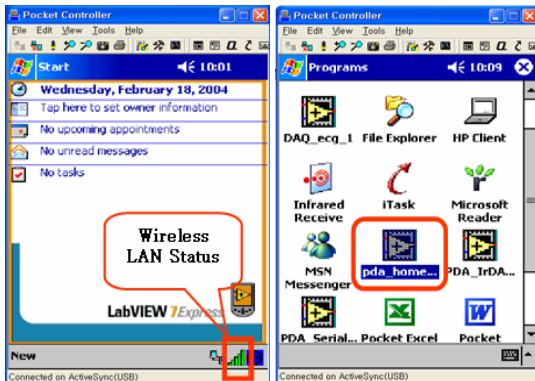 Pocket Controller
File Edit View Tools Help
Start 10:01
Wednesday, February 18, 2004
Tap here to set owner information
No upcoming appointments
No unread messages
No tasks
Wireless
LAN Status
LabVIEW 7Express
New
Connected on ActiveSync(USB)
Pocket Controller
File Edit View Tools Help
Programs 10:09
DAQ_ecg_1 File Explorer HP Client
Infrared
Receive
iTask
Microsoft
Reader
MSN
Messenger
pda_home...
PDA_IrDA...
PDA_Serial... Pocket Excel Pocket
Connected on ActiveSync(USB)